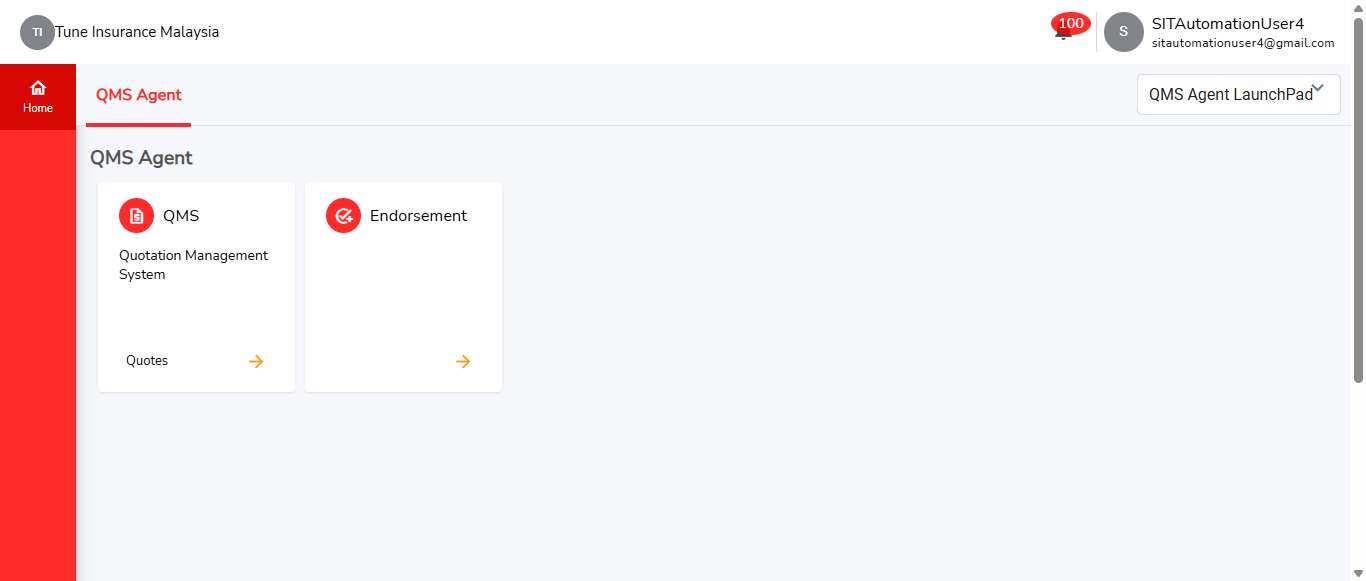 TI
Tune Insurance Malaysia
100
S
SITAutomationUser4
sitautomationuser4@gmail.com
Home
QMS Agent
QMS Agent LaunchPad
QMS Agent
QMS
Quotation Management
System
Quotes
Endorsement